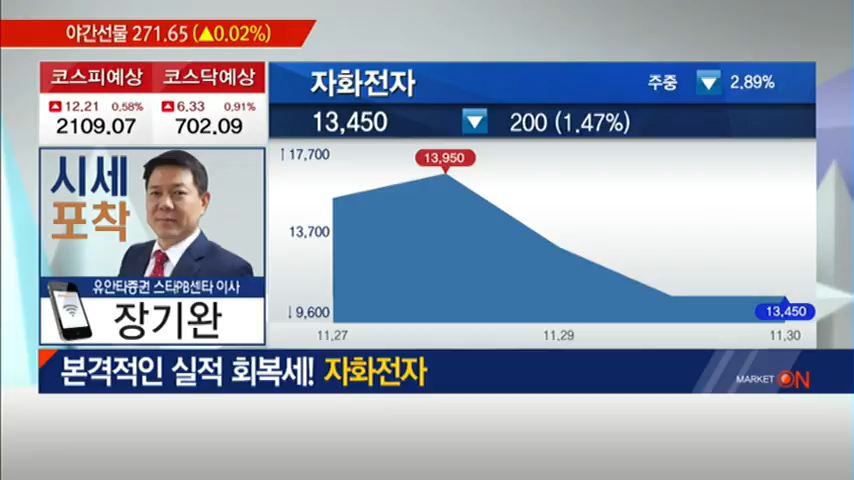 야간선물 271.65 (▲0.02%)
코스피예상 코스닥예상
▲ 12.21 0.58% ▲ 6.33 0.91%
2109.07 702.09
자화전자 주중 ▼ 2.89%
13,450 ▼ 200 (1.47%)
시세
포착
유안타증권 스타PB센타 이사
장기완
↑17,700
13,950
13,700
↓9,600
13,450
11.27 11.29 11.30
본격적인 실적 회복세! 자화전자
MARKET ON